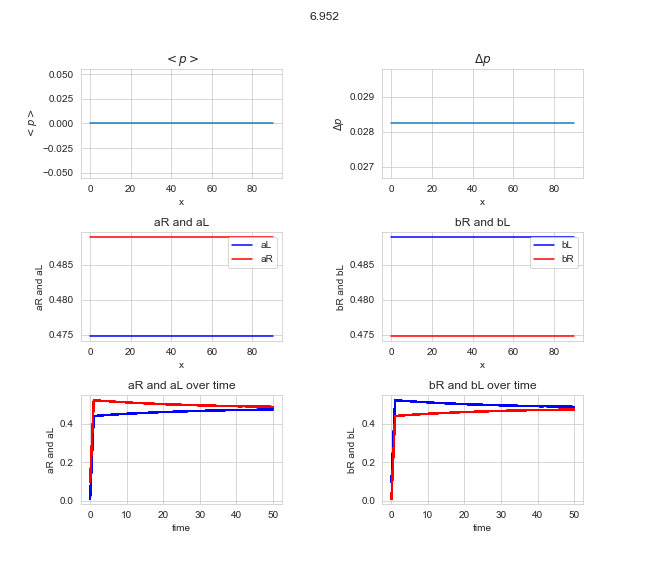 6.952
< p >
0.050
0.025
0.000
−0.025
−0.050
< p >
0 20 40 60 80
x
Δp
0.029
0.028
0.027
Δp
0 20 40 60 80
x
aR and aL
aL
aR
0.485
0.480
0.475
aR and aL
0 20 40 60 80
x
bR and bL
bL
bR
0.485
0.480
0.475
bR and bL
0 20 40 60 80
x
aR and aL over time
0.4
0.2
0.0
aR and aL
0 10 20 30 40 50
time
bR and bL over time
0.4
0.2
0.0
bR and bL
0 10 20 30 40 50
time